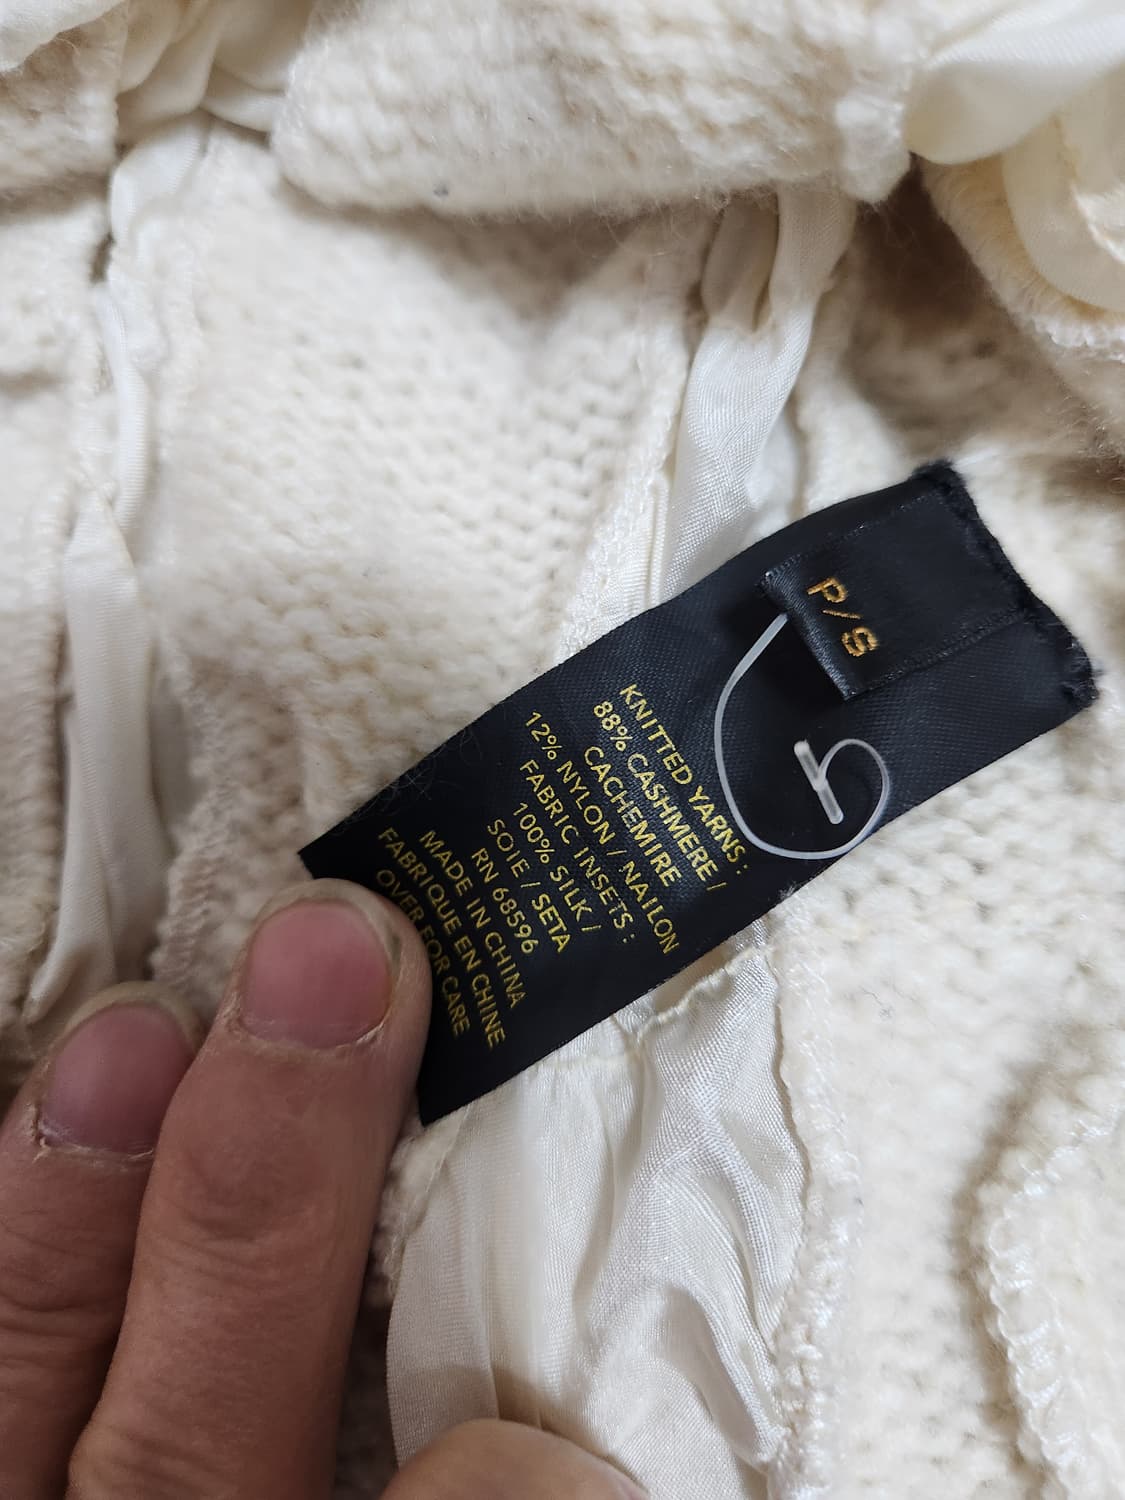 P/S
KNITTED YARNS:
88% CASHMERE /
CACHEMIRE
12% NYLON / NAILON
FABRIC INSETS:
100% SILK /
SOIE / SETA
RN 68596
MADE IN CHINA
FABRIQUE EN CHINE
OVER FOR CARE